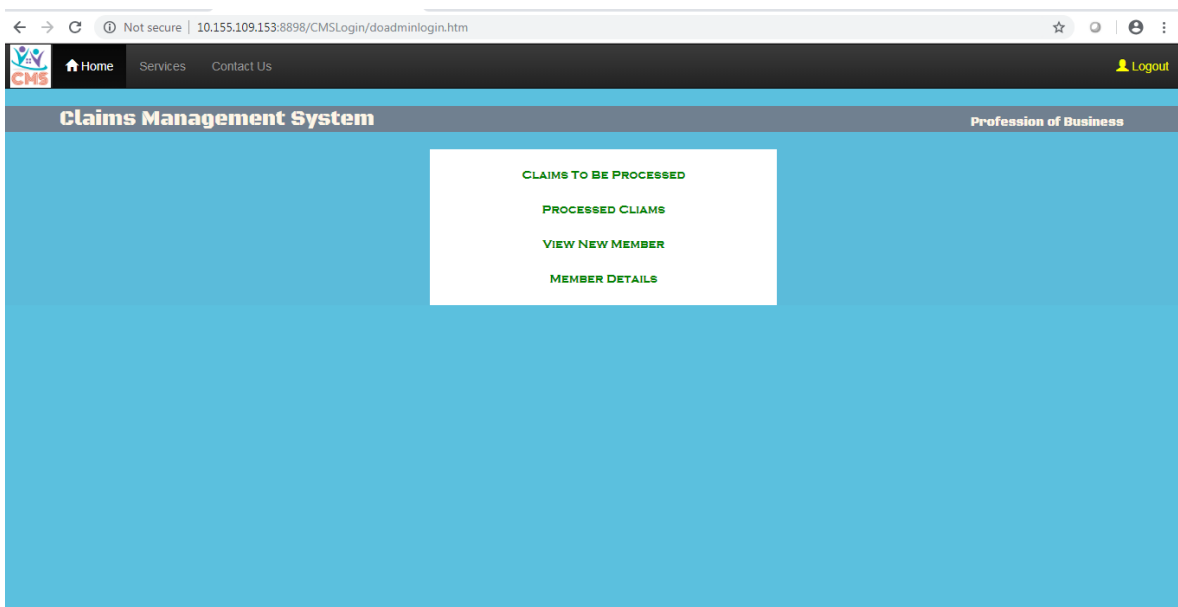 Not secure | 10.155.109.153:8898/CMSLogin/doadminlogin.htm
CMS Home Services Contact Us Logout
Claims Management System Profession of Business
Claims To Be Processed
Processed Cliams
View New Member
Member Details